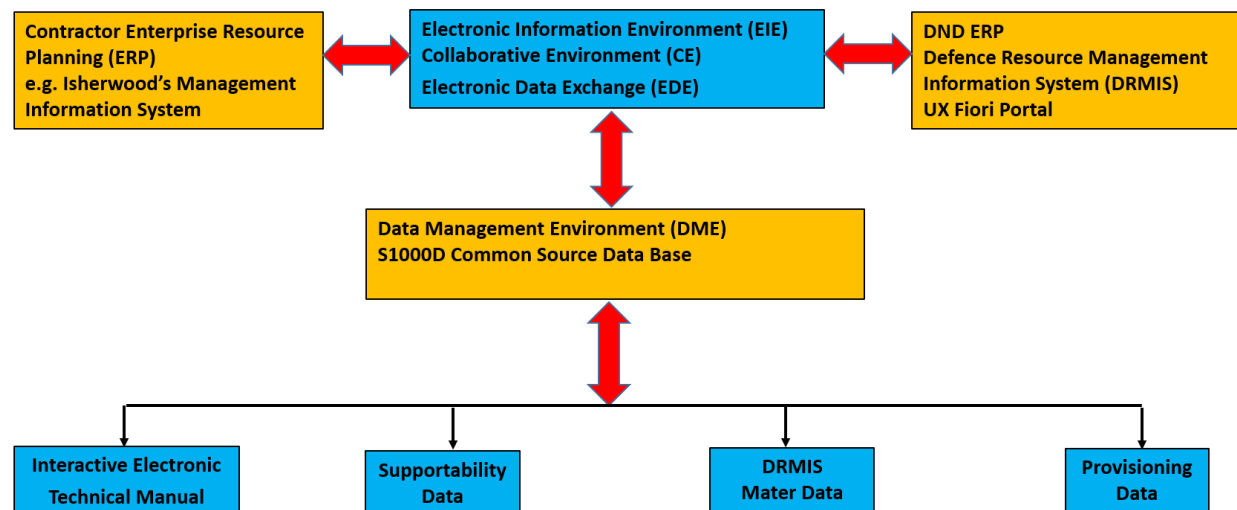 Contractor Enterprise Resource
Planning (ERP)
e.g. Isherwood's Management
Information System
Electronic Information Environment (EIE)
Collaborative Environment (CE)
Electronic Data Exchange (EDE)
DND ERP
Defence Resource Management
Information System (DRMIS)
UX Fiori Portal
Data Management Environment (DME)
S1000D Common Source Data Base
Interactive Electronic
Technical Manual
Supportability
Data
DRMIS
Mater Data
Provisioning
Data